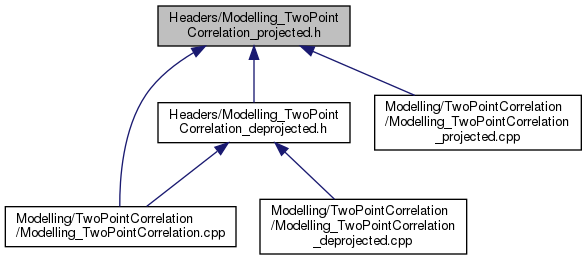 Headers/Modelling_TwoPoint
Correlation_projected.h
Headers/Modelling_TwoPoint
Correlation_deprojected.h
Modelling/TwoPointCorrelation
/Modelling_TwoPointCorrelation
_projected.cpp
Modelling/TwoPointCorrelation
/Modelling_TwoPointCorrelation.cpp
Modelling/TwoPointCorrelation
/Modelling_TwoPointCorrelation
_deprojected.cpp